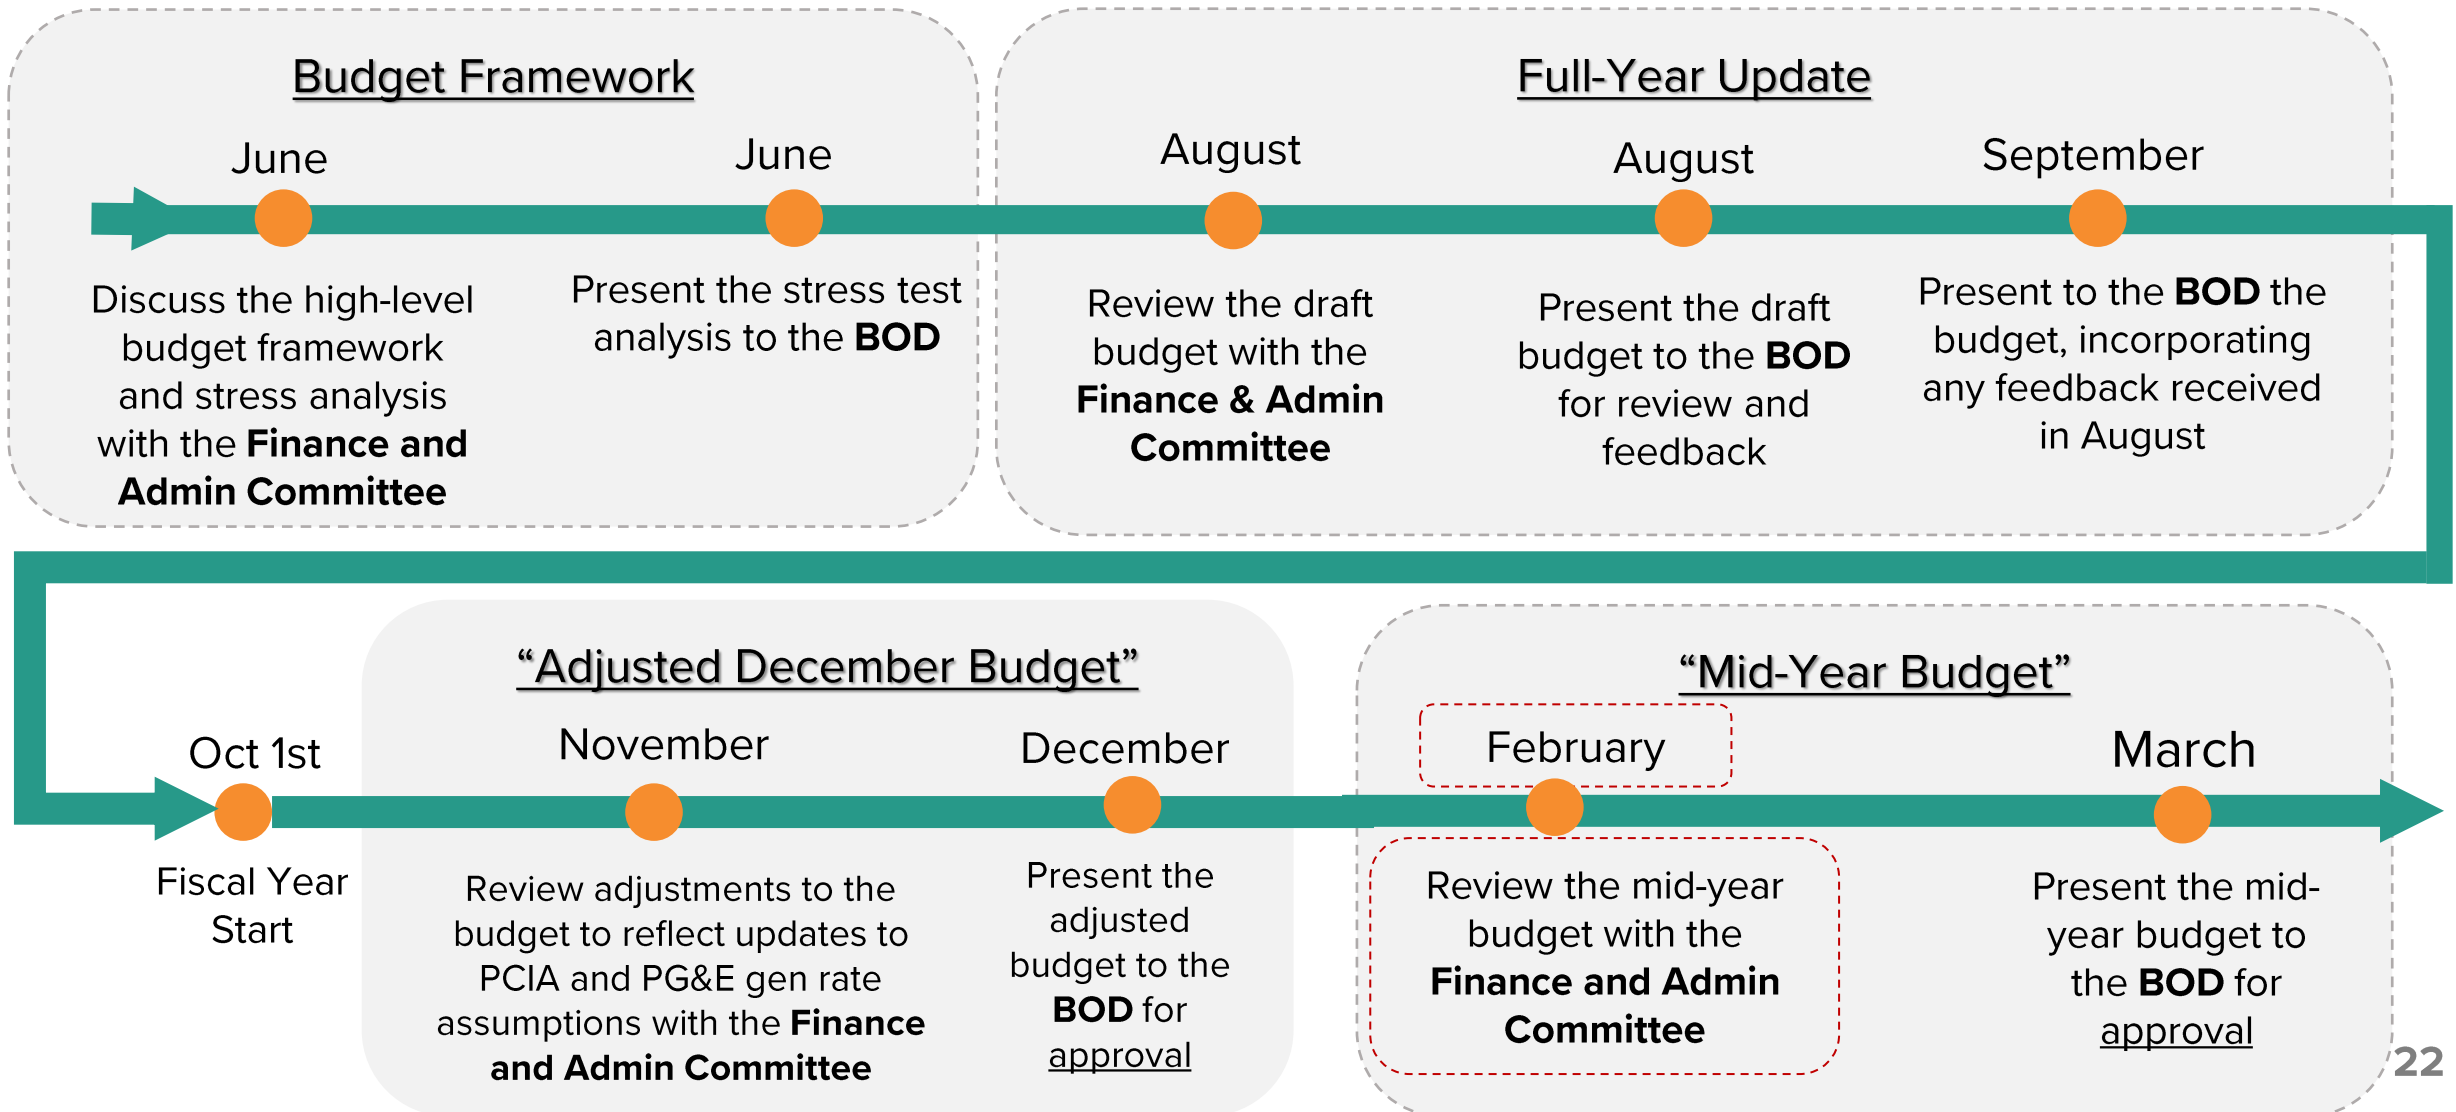 Budget Framework
June
Discuss the high-level
budget framework
and stress analysis
with the Finance and
Admin Committee
June
Present the stress test
analysis to the BOD
Full-Year Update
August
Review the draft
budget with the
Finance & Admin
Committee
August
Present the draft
budget to the BOD
for review and
feedback
September
Present to the BOD the
budget, incorporating
any feedback received
in August
Oct 1st
Fiscal Year
Start
“Adjusted December Budget”
November
Review adjustments to the
budget to reflect updates to
PCIA and PG&E gen rate
assumptions with the Finance
and Admin Committee
December
Present the
adjusted
budget to the
BOD for
approval
“Mid-Year Budget”
February
Review the mid-year
budget with the
Finance and Admin
Committee
March
Present the mid-
year budget to
the BOD for
approval
22